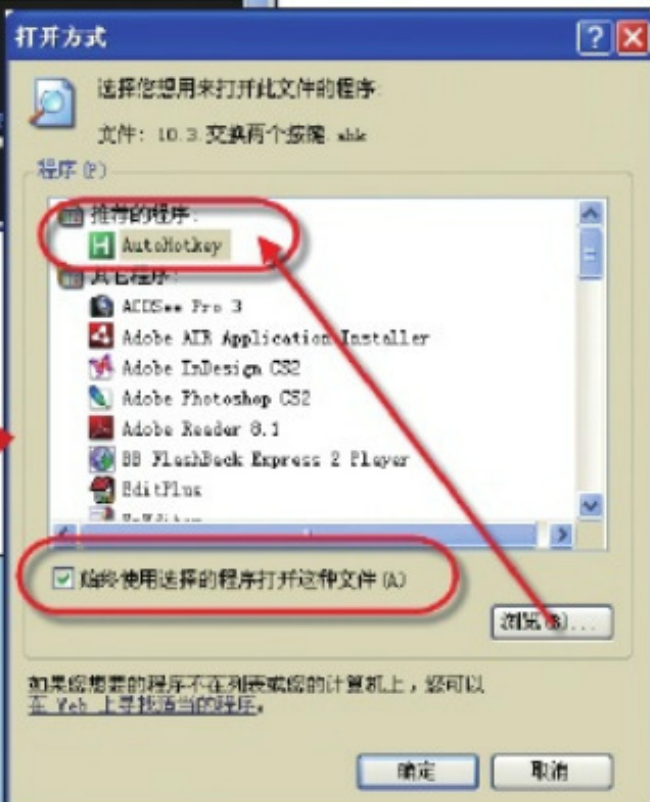 打开方式
选择您想用来打开此文件的程序:
文件: 10.3.交换两个按键.ahk
程序(P)
推荐的程序:
AutoHotkey
其它程序:
ACDSee Pro 3
Adobe AIR Application Installer
Adobe InDesign CS2
Adobe Photoshop CS2
Adobe Reader 8.1
BB FlashBack Express 2 Player
EditPlus
始终使用选择的程序打开这种文件(A)
浏览(B)...
如果您想要的程序不在列表或您的计算机上，您可以
在 Web 上寻找适当的程序。
确定
取消